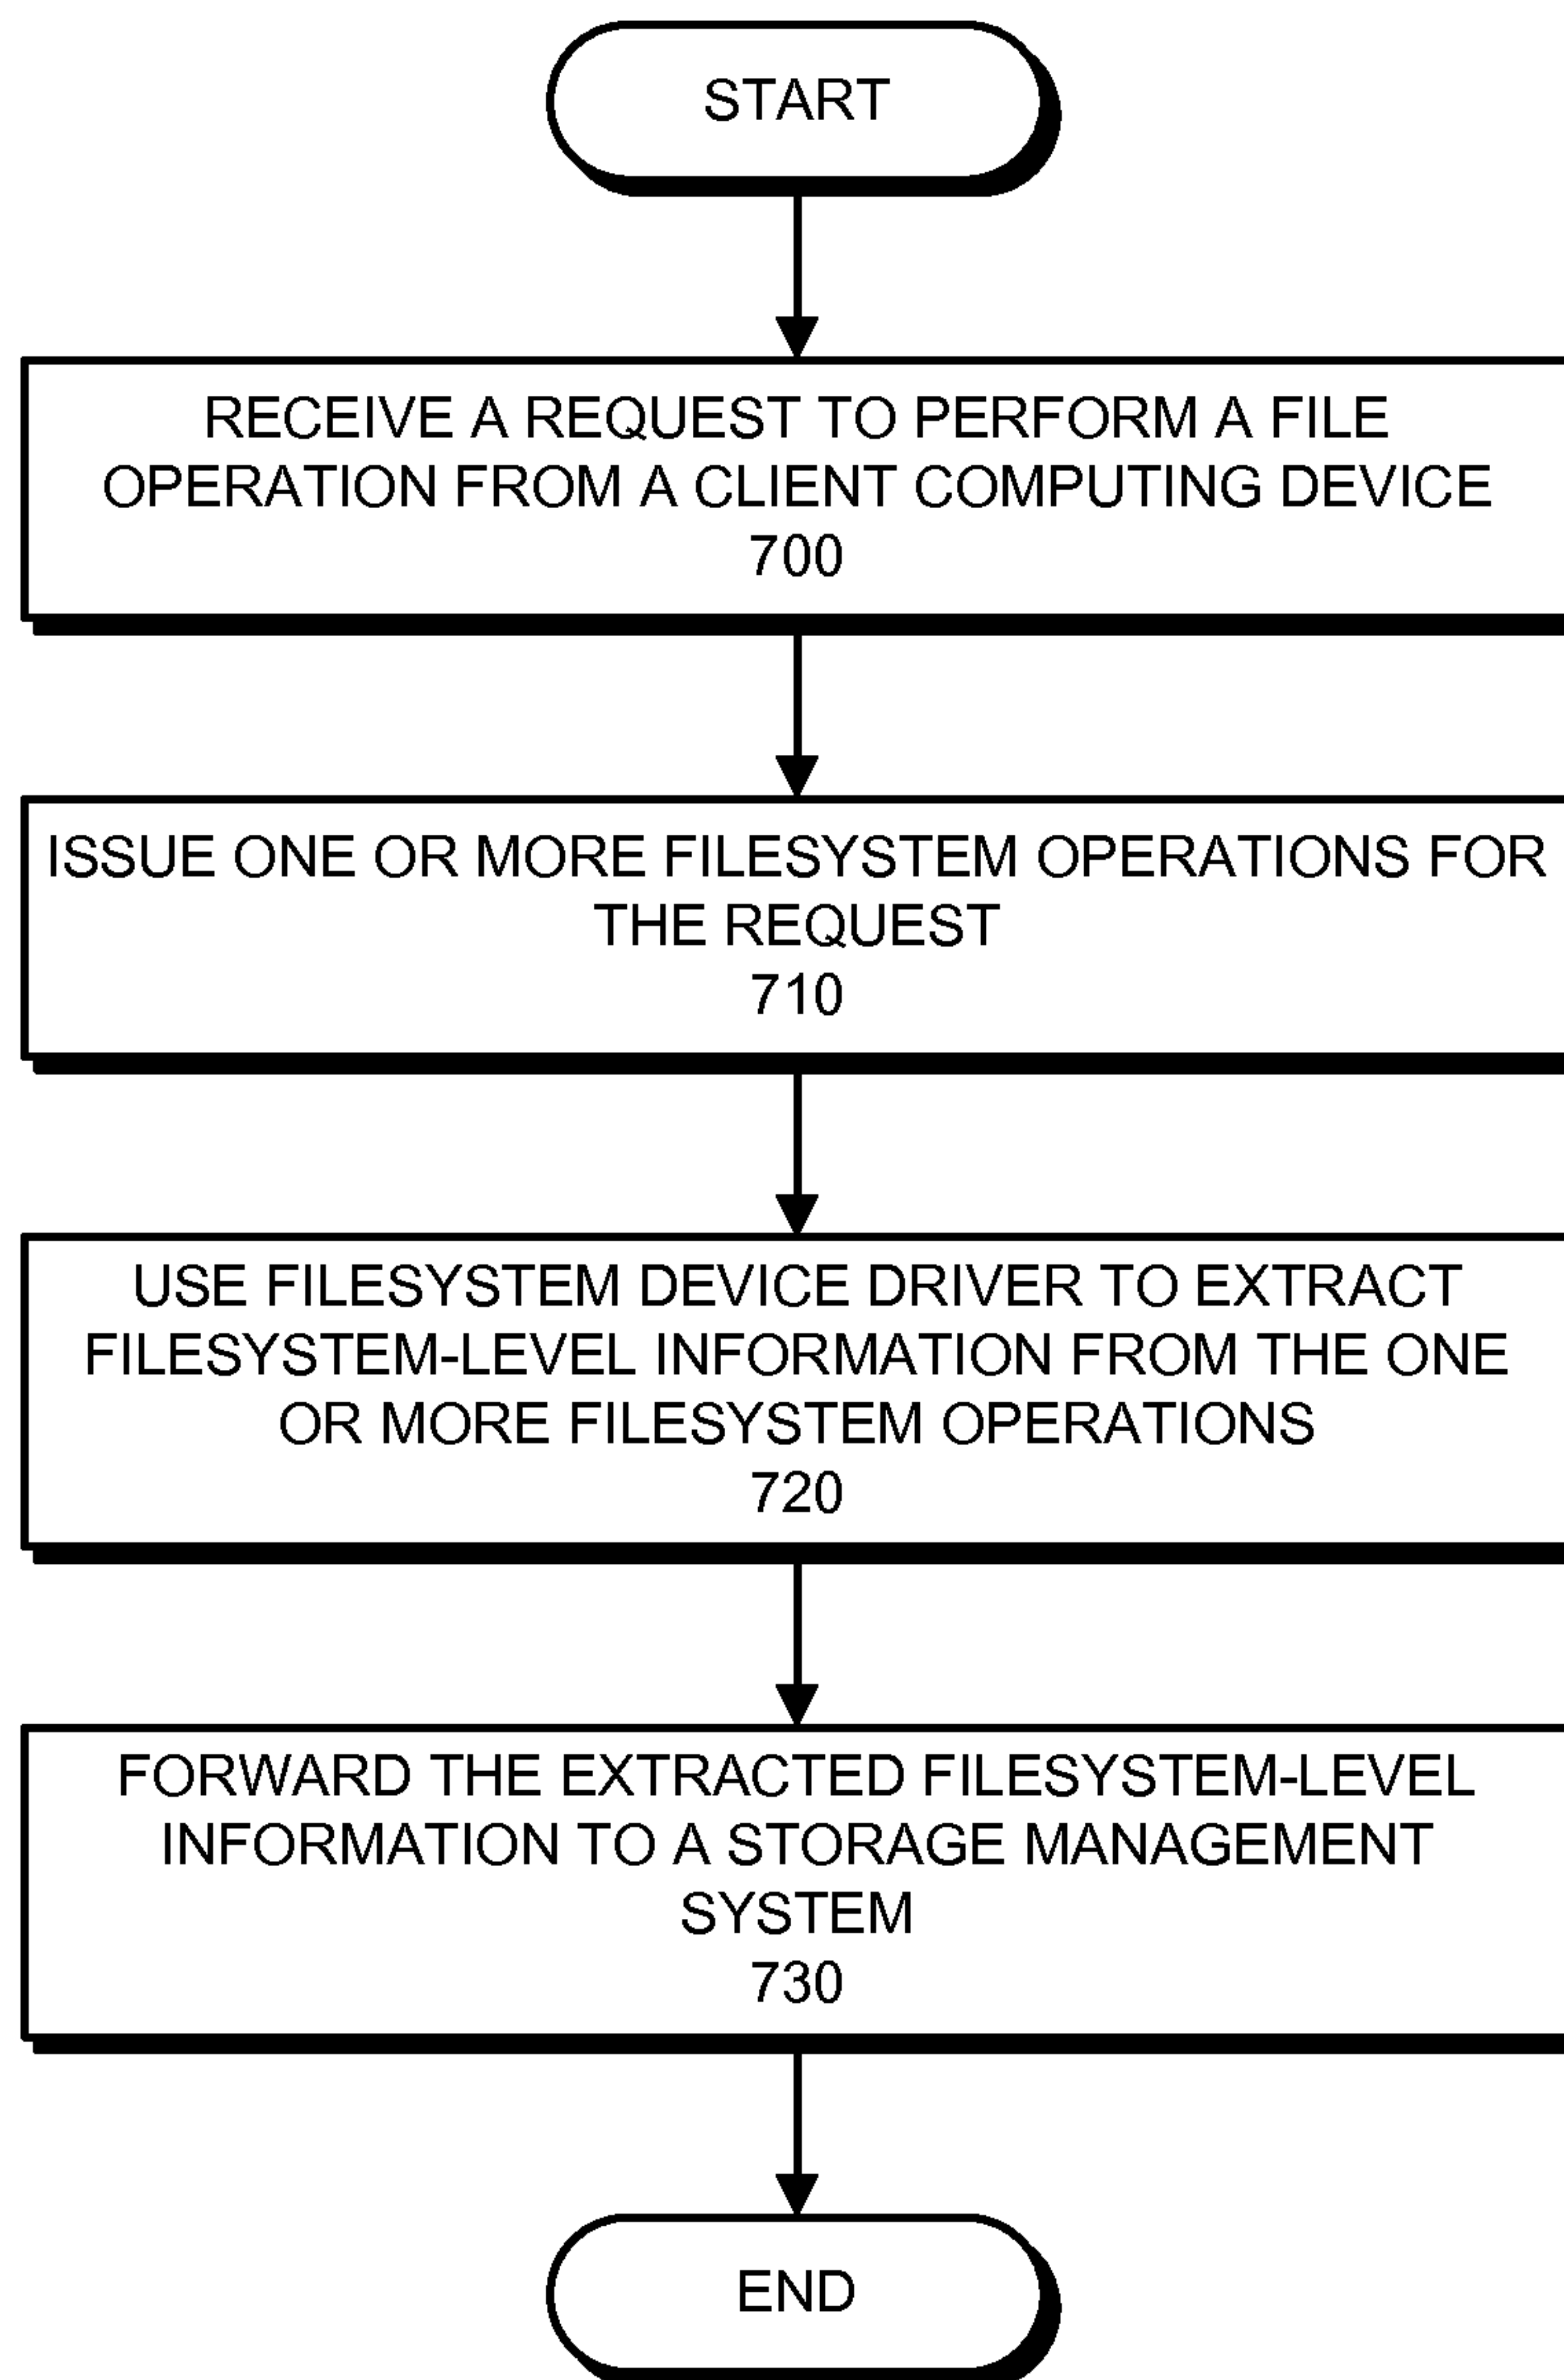 START
RECEIVE A REQUEST TO PERFORM A FILE
OPERATION FROM A CLIENT COMPUTING DEVICE
700
ISSUE ONE OR MORE FILESYSTEM OPERATIONS FOR
THE REQUEST
710
USE FILESYSTEM DEVICE DRIVER TO EXTRACT
FILESYSTEM-LEVEL INFORMATION FROM THE ONE
OR MORE FILESYSTEM OPERATIONS
720
FORWARD THE EXTRACTED FILESYSTEM-LEVEL
INFORMATION TO A STORAGE MANAGEMENT
SYSTEM
730
END